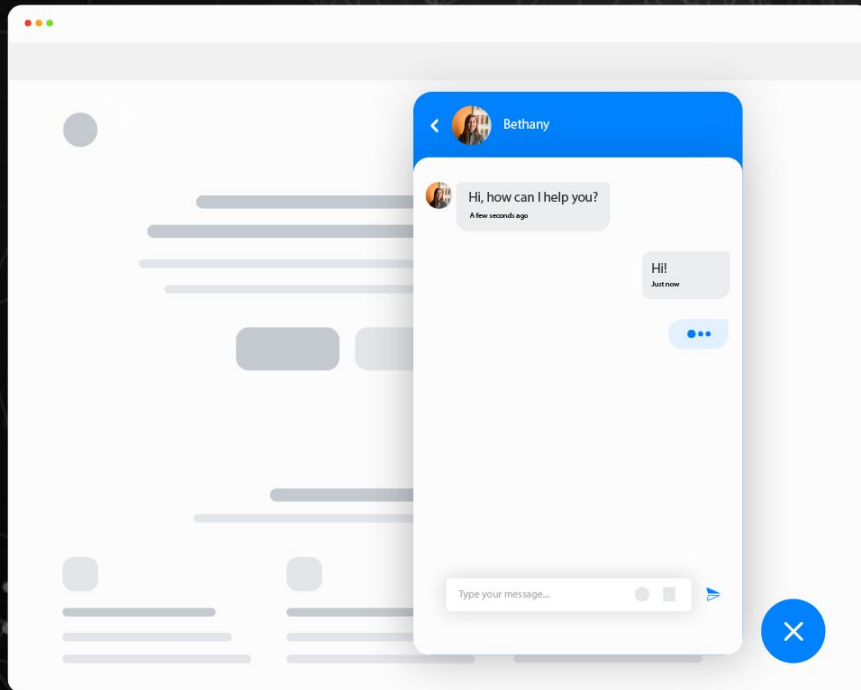 Bethany
Hi, how can I help you?
A few seconds ago
Hi!
Just now
Type your message...